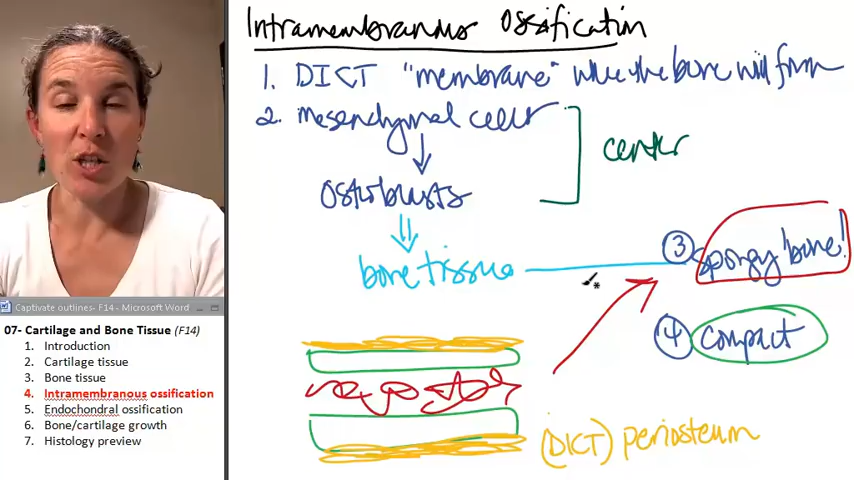 Intramembranous Ossification
1. DICT "membrane" where the bone will form
2. mesenchymal cells
center
Osteoblasts
③ spongy bone!
bone tissue
④ compact
(DICT) periosteum
Captivate outlines- F14 - Microsoft Word
07- Cartilage and Bone Tissue (F14)
1. Introduction
2. Cartilage tissue
3. Bone tissue
4. Intramembranous ossification
5. Endochondral ossification
6. Bone/cartilage growth
7. Histology preview